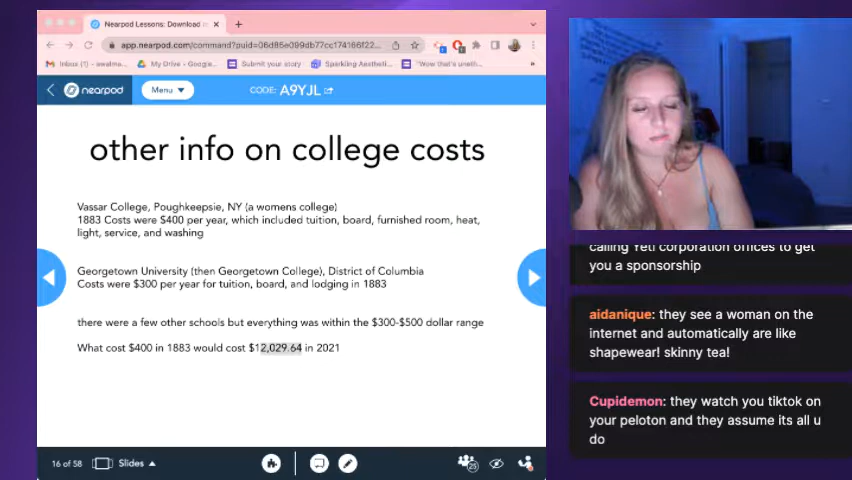 Nearpod Lessons: Download r
app.nearpod.com/command?puid=06d85e099db77cc174166f22...
Inbox (1) - awalma...
My Drive - Google...
Submit your story
Sparkling Aesthetic...
"Wow that's uneth...
nearpod
Menu
CODE: A9YJL
other info on college costs
Vassar College, Poughkeepsie, NY (a womens college)
1883 Costs were $400 per year, which included tuition, board, furnished room, heat,
light, service, and washing
Georgetown University (then Georgetown College), District of Columbia
Costs were $300 per year for tuition, board, and lodging in 1883
there were a few other schools but everything was within the $300-$500 dollar range
What cost $400 in 1883 would cost $12,029.64 in 2021
16 of 58
Slides
25
calling Yeti corporation offices to get
you a sponsorship
aidanique: they see a woman on the
internet and automatically are like
shapewear! skinny tea!
Cupidemon: they watch you tiktok on
your peloton and they assume its all u
do